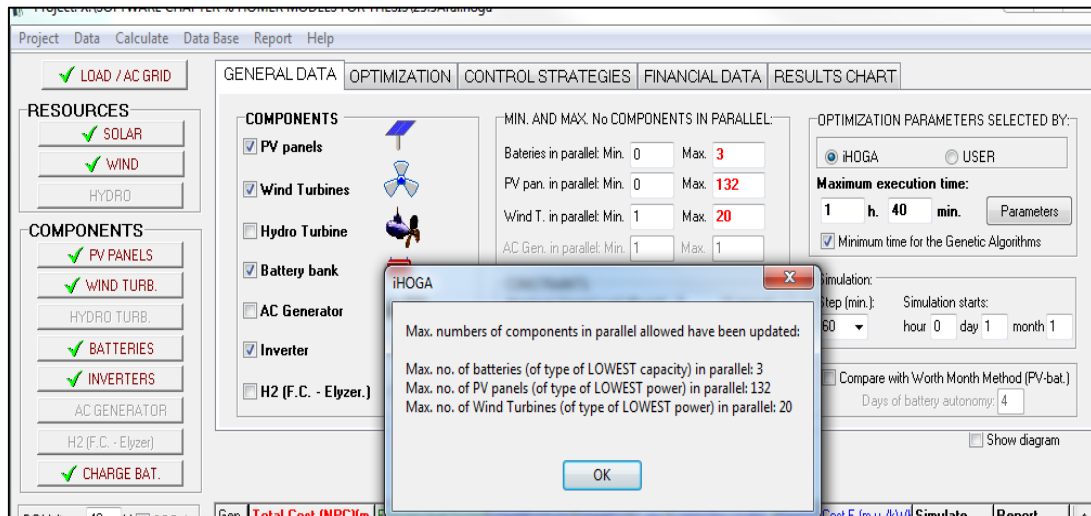 Project: X:\SOFTWARE CHAPTER % HOMER MODELS FOR THESIS\
Project Data Calculate Data Base Report Help
LOAD / AC GRID
RESOURCES
SOLAR
WIND
HYDRO
COMPONENTS
PV PANELS
WIND TURB.
HYDRO TURB.
BATTERIES
INVERTERS
AC GENERATOR
H2 (F.C. - Elyzer)
CHARGE BAT.
GENERAL DATA OPTIMIZATION CONTROL STRATEGIES FINANCIAL DATA RESULTS CHART
COMPONENTS
PV panels
Wind Turbines
Hydro Turbine
Battery bank
AC Generator
Inverter
H2 (F.C. - Elyzer.)
MIN. AND MAX. No COMPONENTS IN PARALLEL:
Bateries in parallel: Min. 0 Max. 3
PV pan. in parallel: Min. 0 Max. 132
Wind T. in parallel: Min. 1 Max. 20
AC Gen. in parallel: Min. 1 Max. 1
OPTIMIZATION PARAMETERS SELECTED BY:
iHOGA USER
Maximum execution time:
1 h. 40 min. Parameters
Minimum time for the Genetic Algorithms
Simulation:
Step (min.): Simulation starts:
60 hour 0 day 1 month 1
Compare with Worth Month Method (PV-bat.)
Days of battery autonomy: 4
Show diagram
iHOGA
Max. numbers of components in parallel allowed have been updated:
Max. no. of batteries (of type of LOWEST capacity) in parallel: 3
Max. no. of PV panels (of type of LOWEST power) in parallel: 132
Max. no. of Wind Turbines (of type of LOWEST power) in parallel: 20
OK
Gen. Total Cost (NPC)(m Simulate Report